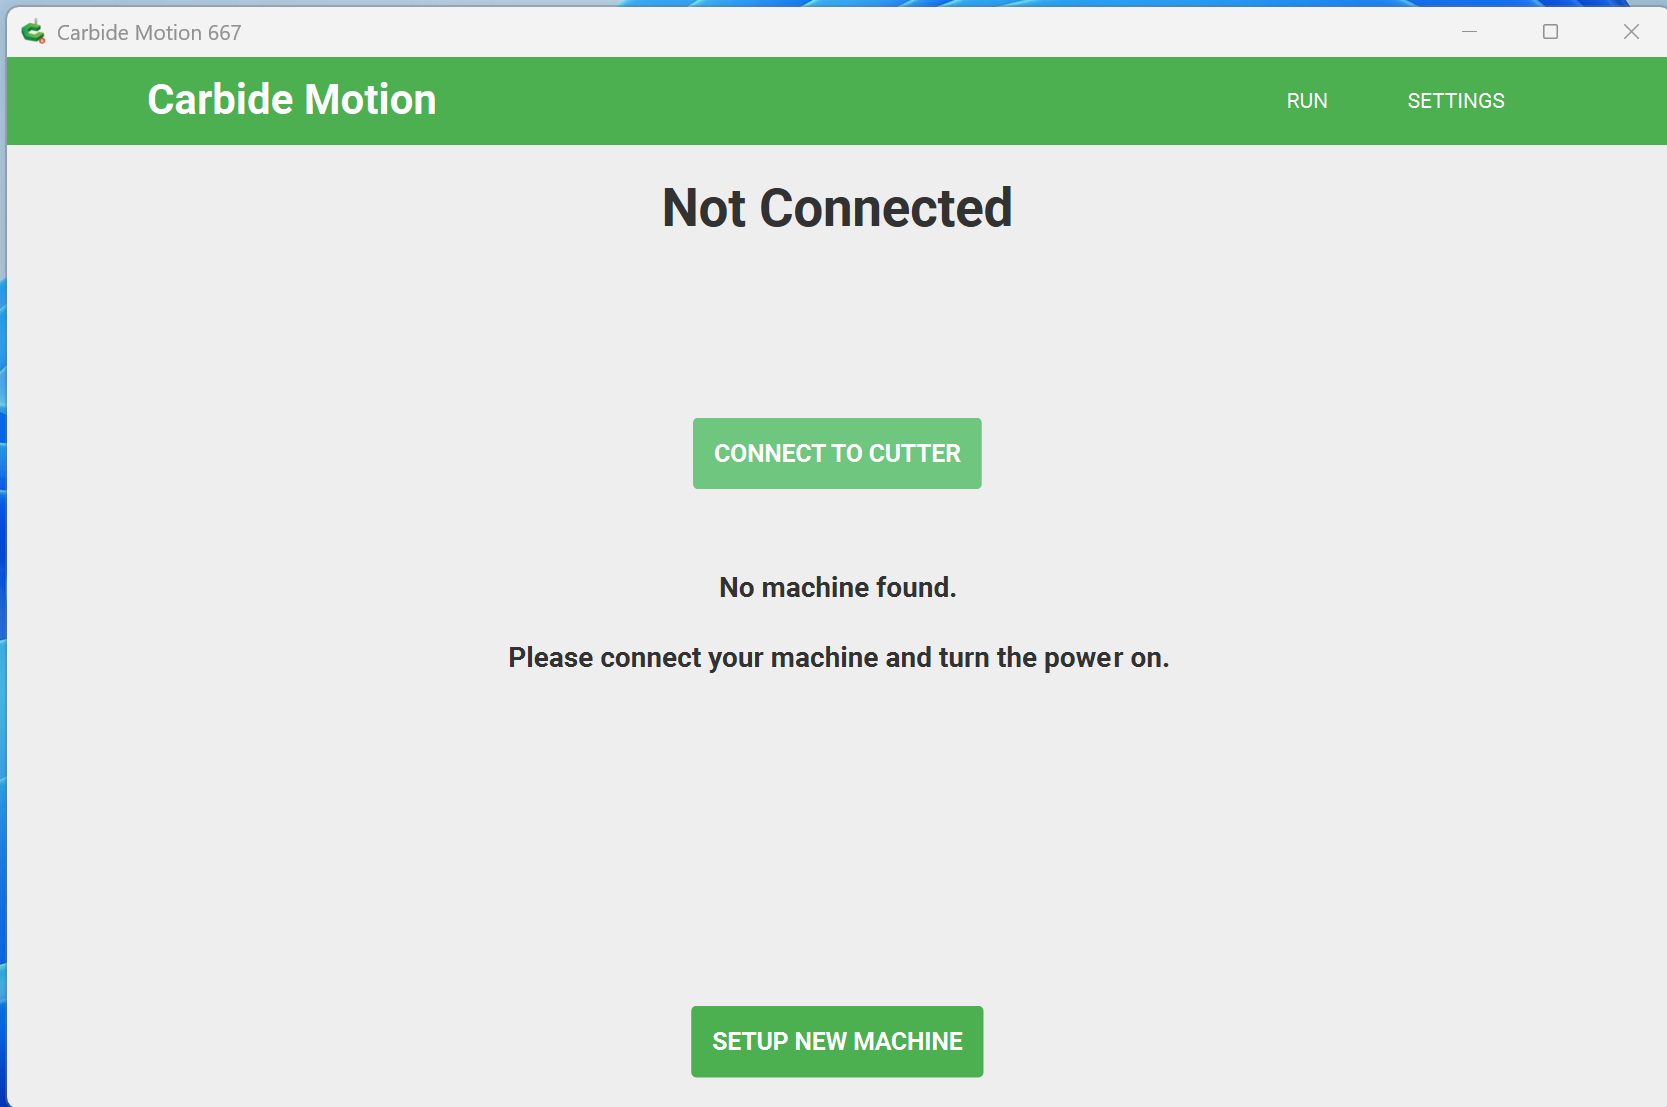 Carbide Motion 667
Carbide Motion
RUN
SETTINGS
Not Connected
CONNECT TO CUTTER
No machine found.
Please connect your machine and turn the power on.
SETUP NEW MACHINE